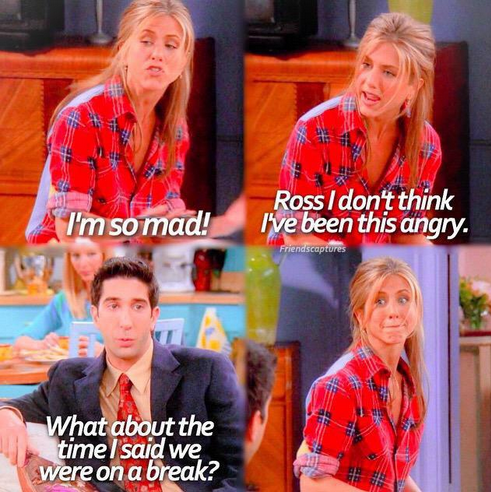 I'm so mad!
Ross I don't think
I've been this angry.
Friendscaptures
What about the
time I said we
were on a break?